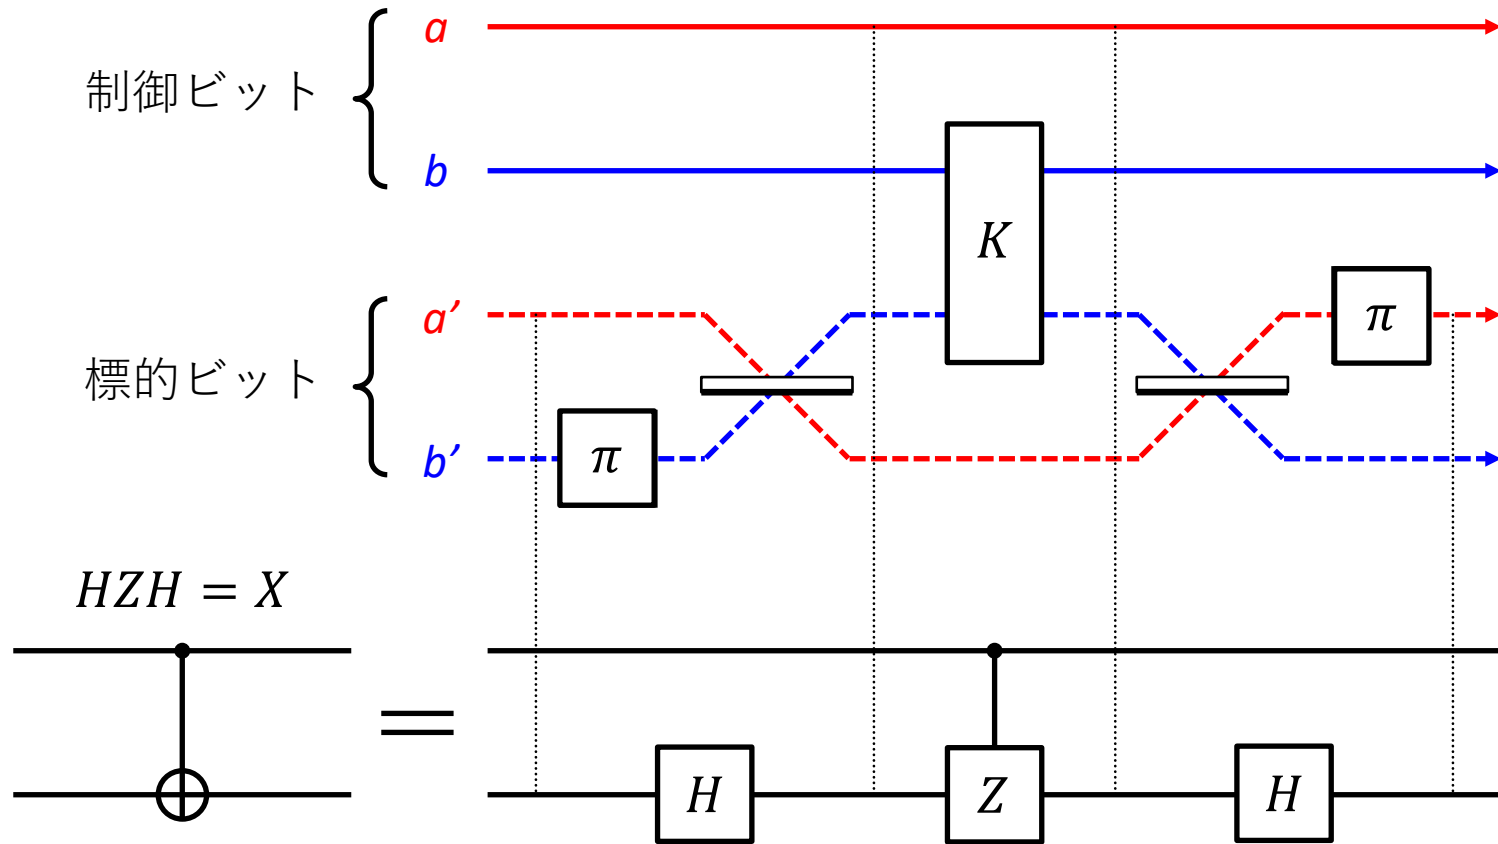 a
制御ビット
b
K
a′
π
標的ビット
b′
π
HZH = X
=
H
Z
H